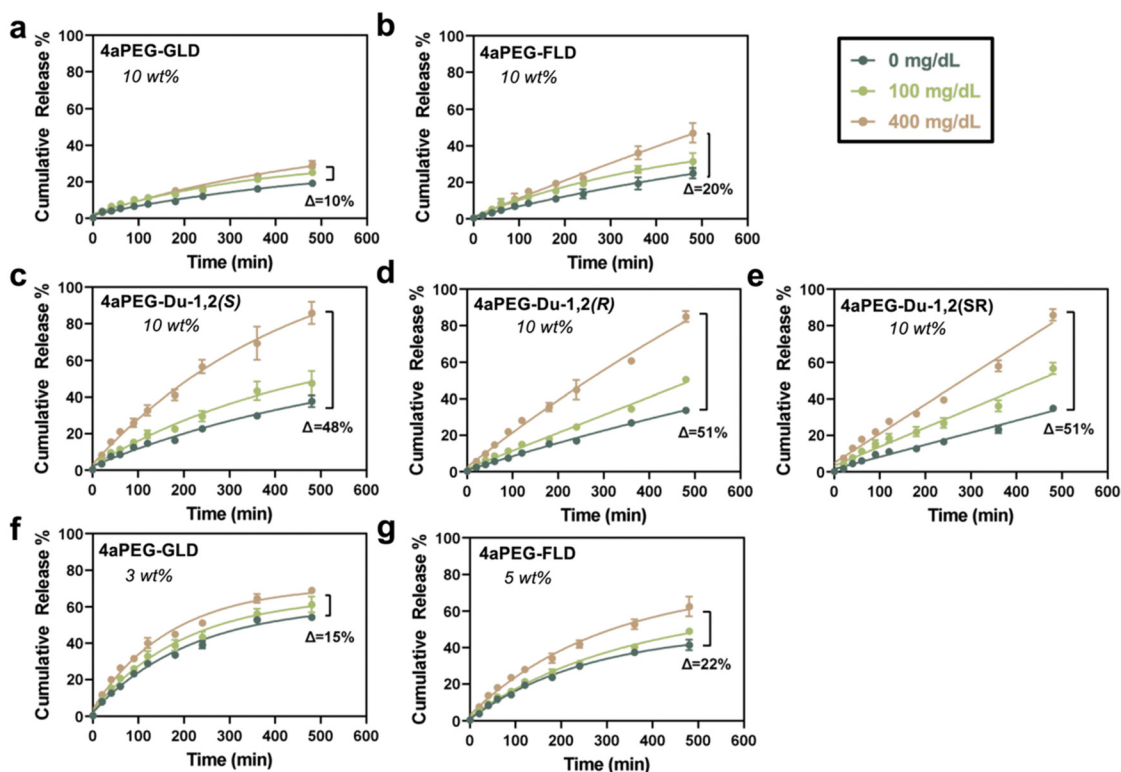 a
4aPEG-GLD
10 wt%
Cumulative Release %
100
80
60
40
20
0
0 100 200 300 400 500 600
Time (min)
Δ=10%
b
4aPEG-FLD
10 wt%
Cumulative Release %
100
80
60
40
20
0
0 100 200 300 400 500 600
Time (min)
Δ=20%
0 mg/dL
100 mg/dL
400 mg/dL
c
4aPEG-Du-1,2(S)
10 wt%
Cumulative Release %
100
80
60
40
20
0
0 100 200 300 400 500 600
Time (min)
Δ=48%
d
4aPEG-Du-1,2(R)
10 wt%
Cumulative Release %
100
80
60
40
20
0
0 100 200 300 400 500 600
Time (min)
Δ=51%
e
4aPEG-Du-1,2(SR)
10 wt%
Cumulative Release %
100
80
60
40
20
0
0 100 200 300 400 500 600
Time (min)
Δ=51%
f
4aPEG-GLD
3 wt%
Cumulative Release %
100
80
60
40
20
0
0 100 200 300 400 500 600
Time (min)
Δ=15%
g
4aPEG-FLD
5 wt%
Cumulative Release %
100
80
60
40
20
0
0 100 200 300 400 500 600
Time (min)
Δ=22%